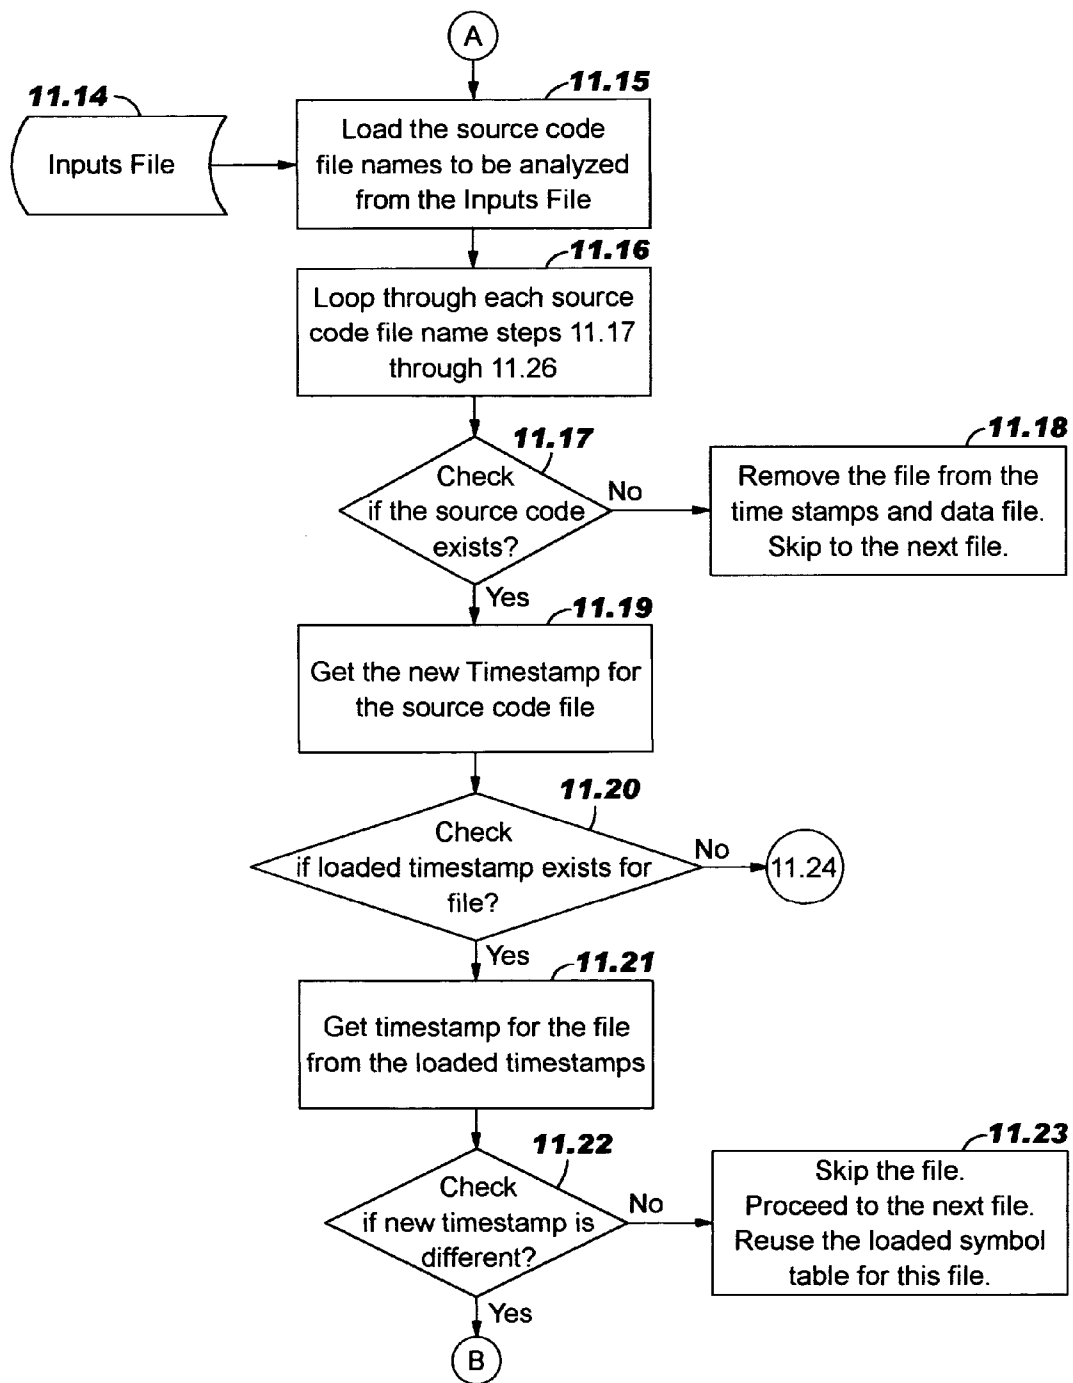 A
11.14
11.15
Inputs File
Load the source code
file names to be analyzed
from the Inputs File
11.16
Loop through each source
code file name steps 11.17
through 11.26
11.17
Check
if the source code
exists?
No
11.18
Remove the file from the
time stamps and data file.
Skip to the next file.
Yes
11.19
Get the new Timestamp for
the source code file
11.20
Check
if loaded timestamp exists for
file?
No
11.24
Yes
11.21
Get timestamp for the file
from the loaded timestamps
11.22
Check
if new timestamp is
different?
No
11.23
Skip the file.
Proceed to the next file.
Reuse the loaded symbol
table for this file.
Yes
B